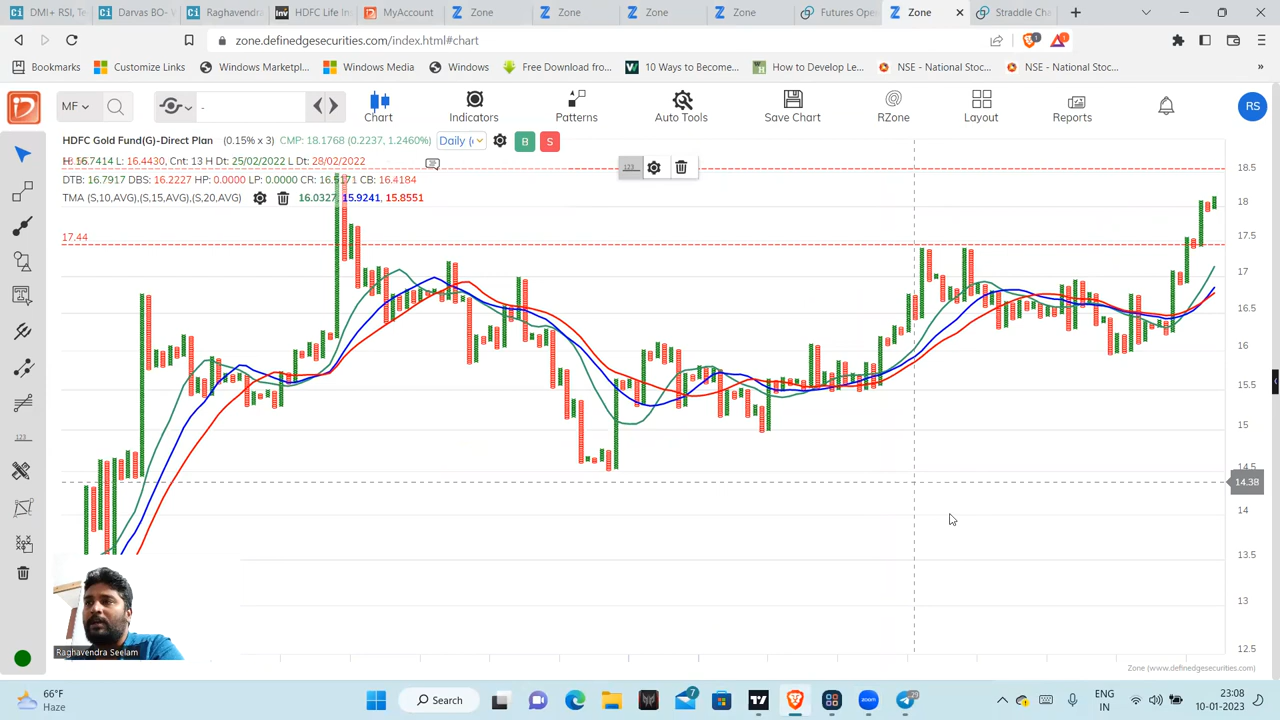 DMI+ RSI, Te
Darvas BO-
Raghavendra
HDFC Life In
MyAccount
Zone
Zone
Zone
Futures Ope
Zone
Straddle Ch
zone.definedgesecurities.com/index.html#chart
Bookmarks
Customize Links
Windows Marketpl...
Windows Media
Windows
Free Download fro...
10 Ways to Become...
How to Develop Le...
NSE - National Stoc...
NSE - National Stoc...
MF
-
Chart
Indicators
Patterns
Auto Tools
Save Chart
RZone
Layout
Reports
RS
HDFC Gold Fund(G)-Direct Plan (0.15% x 3) CMP: 18.1768 (0.2237, 1.2460%) Daily ( B S
H: 16.7414 L: 16.4430, Cnt: 13 H Dt: 25/02/2022 L Dt: 28/02/2022
DTB: 16.7917 DBS: 16.2227 HP: 0.0000 LP: 0.0000 CR: 16.5171 CB: 16.4184
TMA (S,10,AVG),(S,15,AVG),(S,20,AVG) 16.0327, 15.9241, 15.8551
17.44
123
123
18.5
18
17.5
17
16.5
16
15.5
15
14.5
14.38
14
13.5
13
12.5
Raghavendra Seelam
Zone (www.definedgesecurities.com)
66°F
Haze
Search
7
29
ENG
IN
23:08
10-01-2023